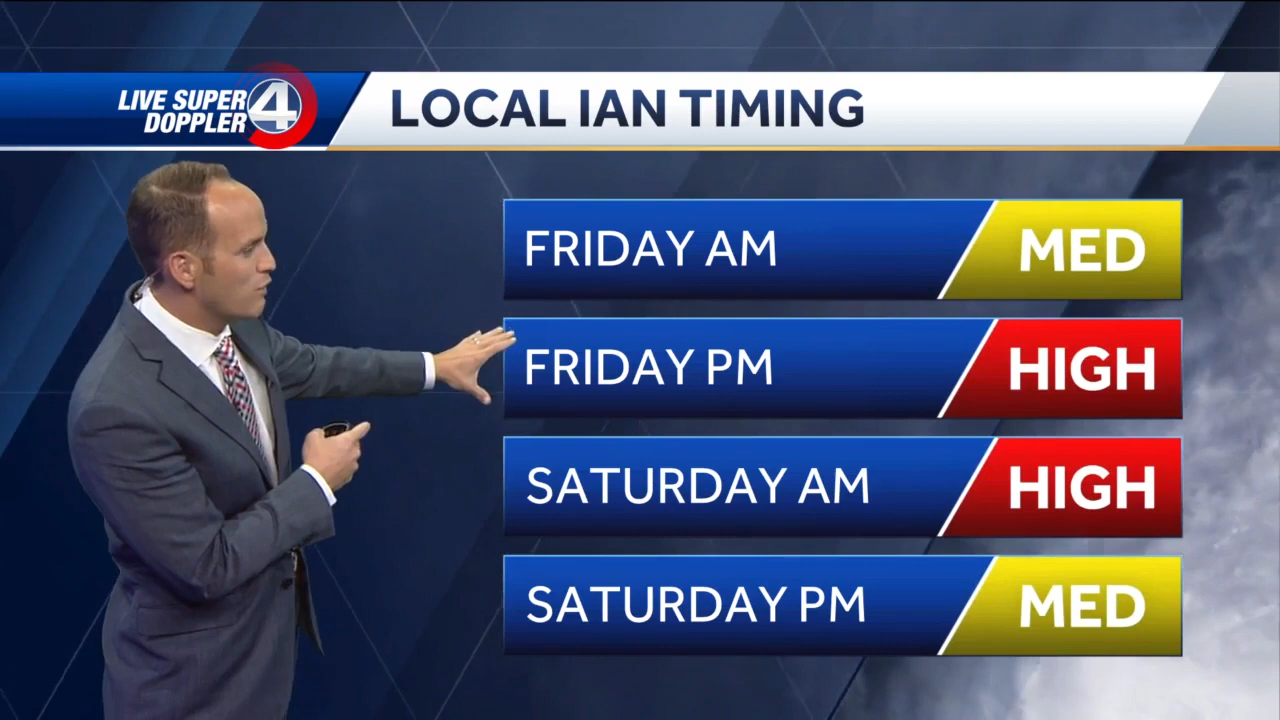 LIVE SUPER
DOPPLER 4
LOCAL IAN TIMING
FRIDAY AM MED
FRIDAY PM HIGH
SATURDAY AM HIGH
SATURDAY PM MED